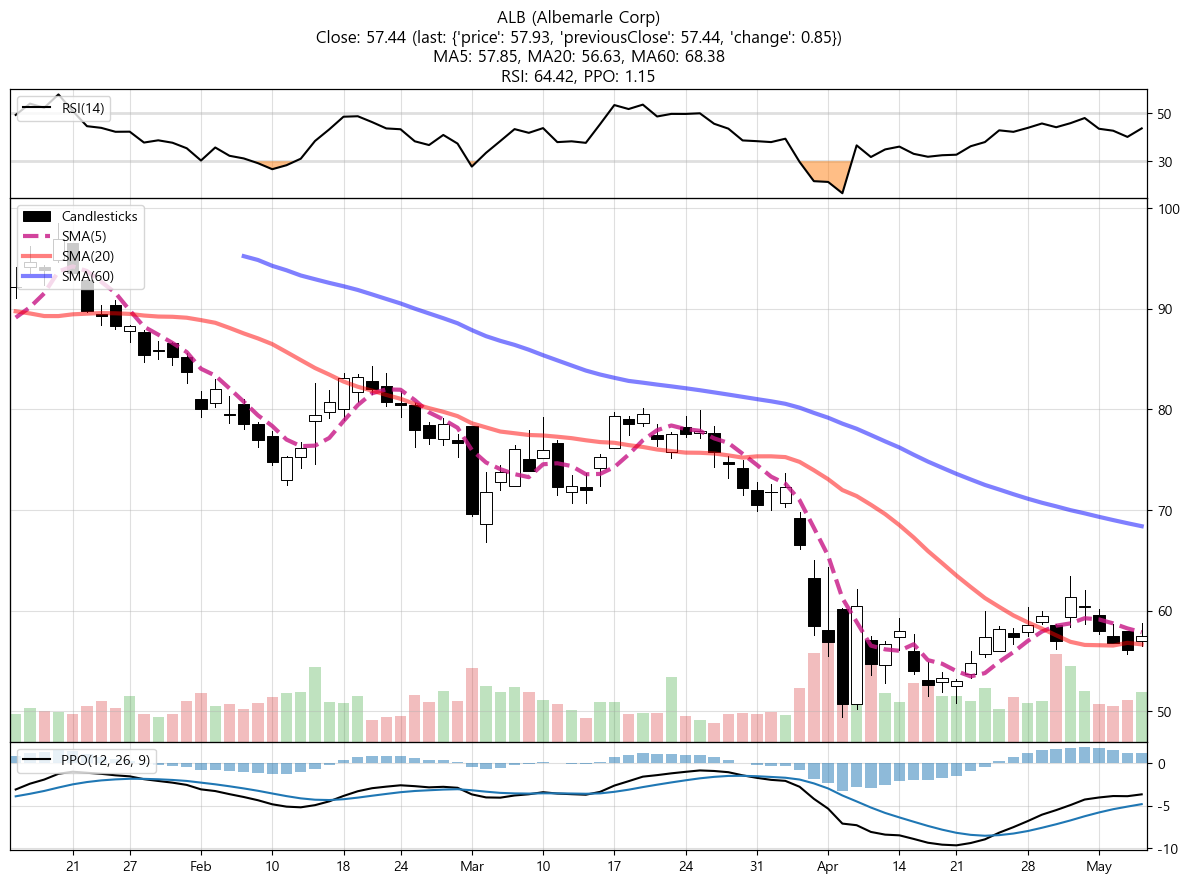 ALB (Albemarle Corp)
Close: 57.44 (last: {'price': 57.93, 'previousClose': 57.44, 'change': 0.85})
MA5: 57.85, MA20: 56.63, MA60: 68.38
RSI: 64.42, PPO: 1.15
RSI(14)
50
30
Candlesticks
SMA(5)
SMA(20)
SMA(60)
100
90
80
70
60
50
PPO(12, 26, 9)
0
-5
-10
21 27 Feb 10 18 24 Mar 10 17 24 31 Apr 14 21 28 May